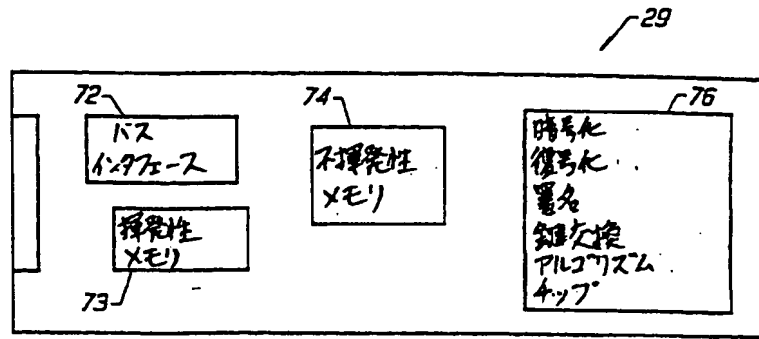 29
72
バス
インタフェース
揮発性
メモリ
73
74
不揮発性
メモリ
76
暗号化
復号化
署名
鍵交換
アルゴリズム
チップ